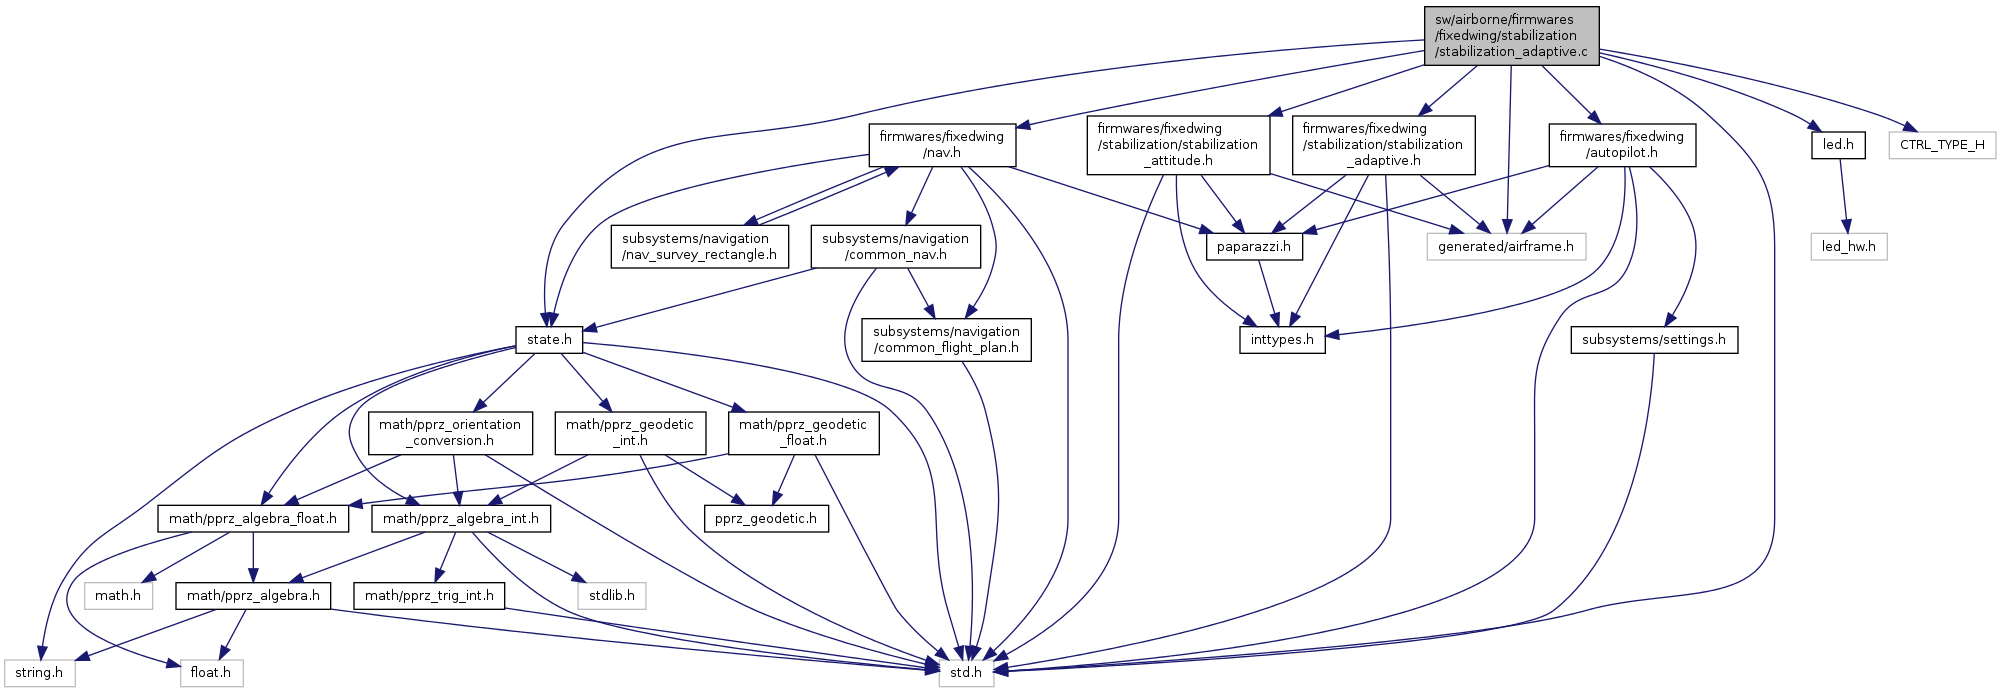 sw/airborne/firmwares
/fixedwing/stabilization
/stabilization_adaptive.c
firmwares/fixedwing
/nav.h
firmwares/fixedwing
/stabilization/stabilization
_attitude.h
firmwares/fixedwing
/stabilization/stabilization
_adaptive.h
firmwares/fixedwing
/autopilot.h
led.h
CTRL_TYPE_H
subsystems/navigation
/nav_survey_rectangle.h
subsystems/navigation
/common_nav.h
paparazzi.h
generated/airframe.h
led_hw.h
state.h
subsystems/navigation
/common_flight_plan.h
inttypes.h
subsystems/settings.h
math/pprz_orientation
_conversion.h
math/pprz_geodetic
_int.h
math/pprz_geodetic
_float.h
math/pprz_algebra_float.h
math/pprz_algebra_int.h
pprz_geodetic.h
math.h
math/pprz_algebra.h
math/pprz_trig_int.h
stdlib.h
string.h
float.h
std.h